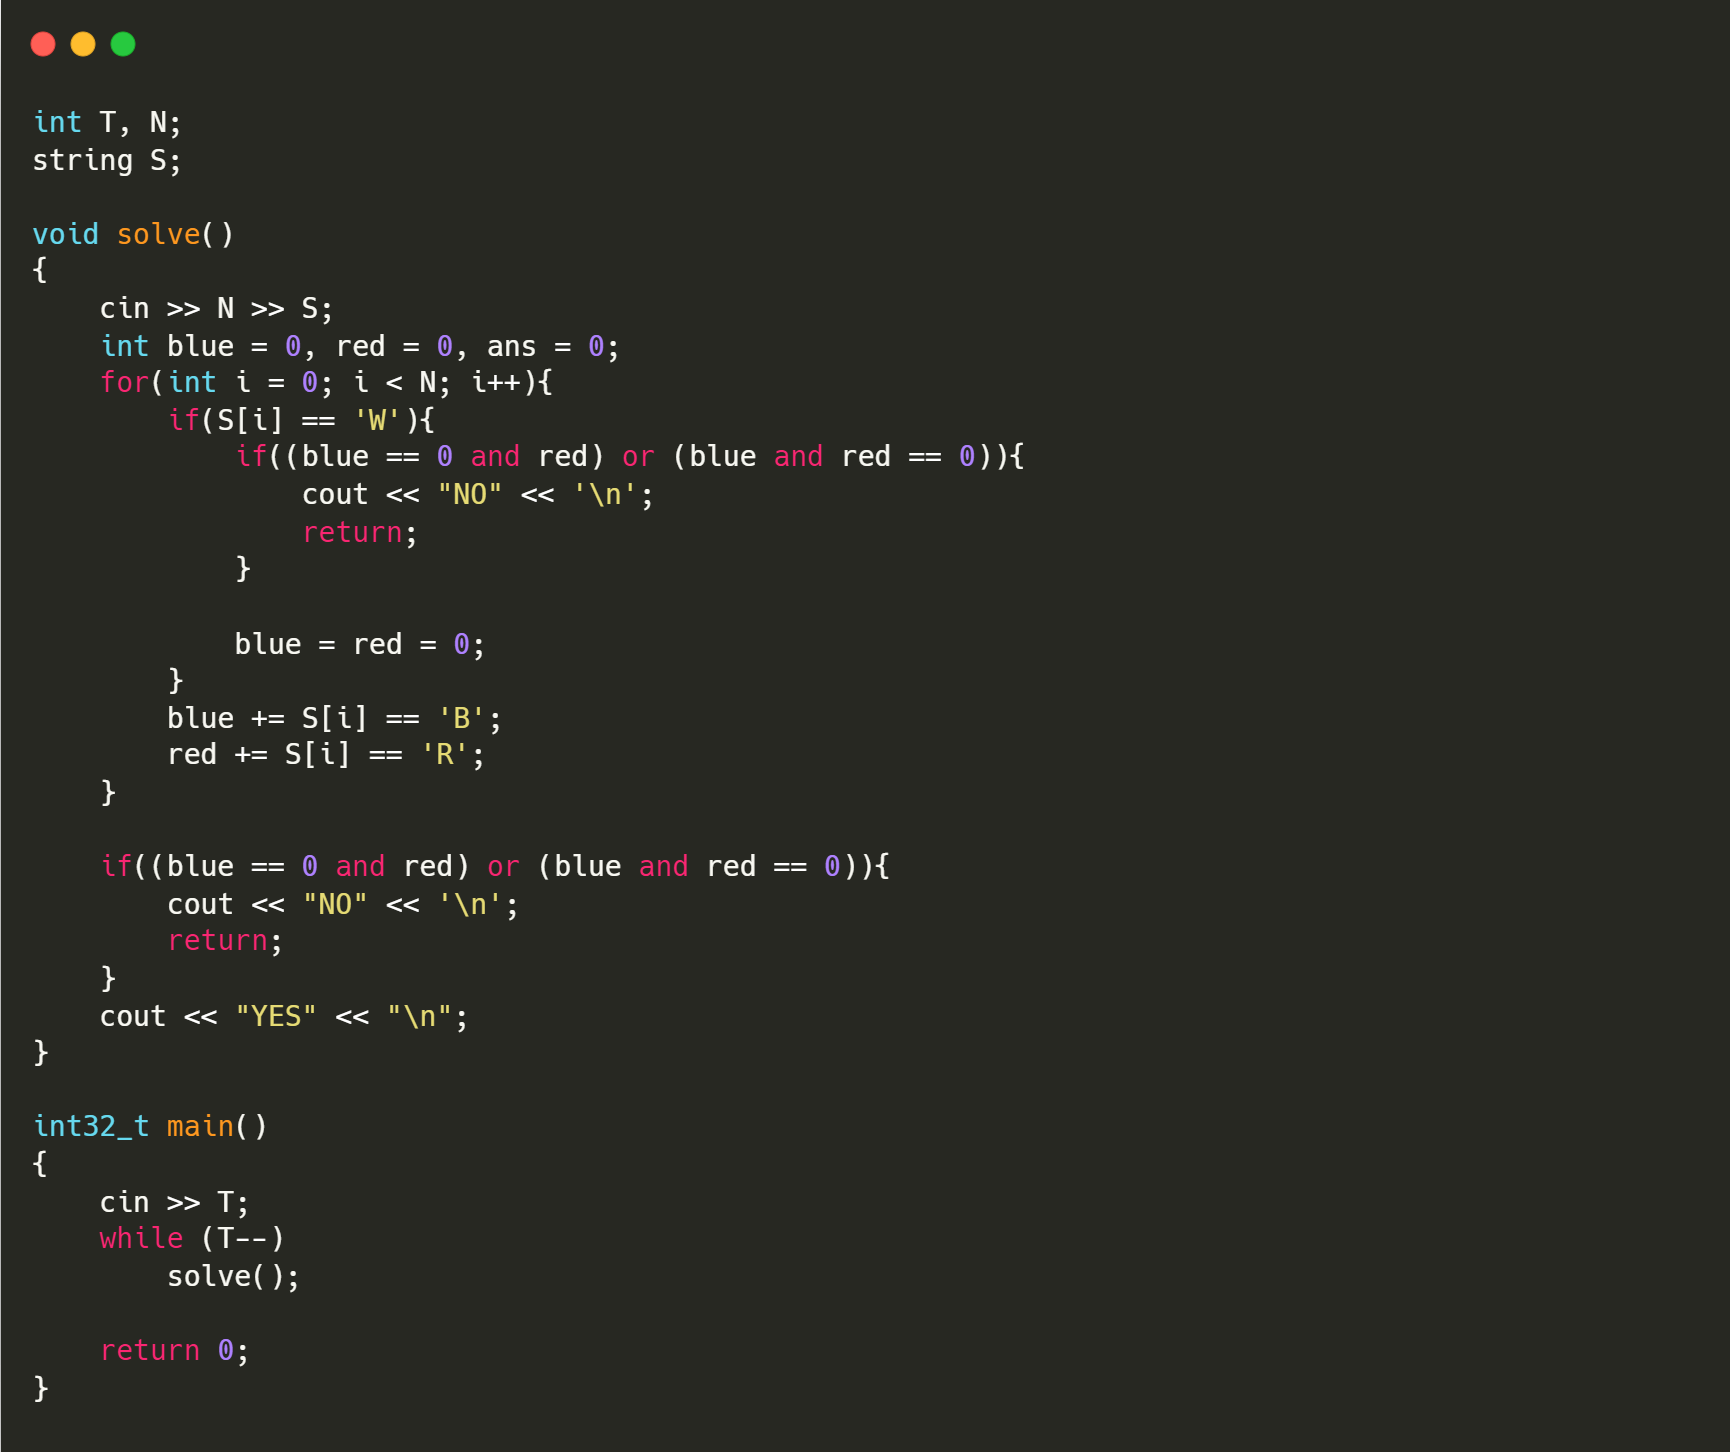 int T, N;
string S;

void solve()
{
    cin >> N >> S;
    int blue = 0, red = 0, ans = 0;
    for(int i = 0; i < N; i++){
        if(S[i] == 'W'){
            if((blue == 0 and red) or (blue and red == 0)){
                cout << "NO" << '\n';
                return;
            }

            blue = red = 0;
        }
        blue += S[i] == 'B';
        red += S[i] == 'R';
    }

    if((blue == 0 and red) or (blue and red == 0)){
        cout << "NO" << '\n';
        return;
    }
    cout << "YES" << "\n";
}

int32_t main()
{
    cin >> T;
    while (T--)
        solve();

    return 0;
}